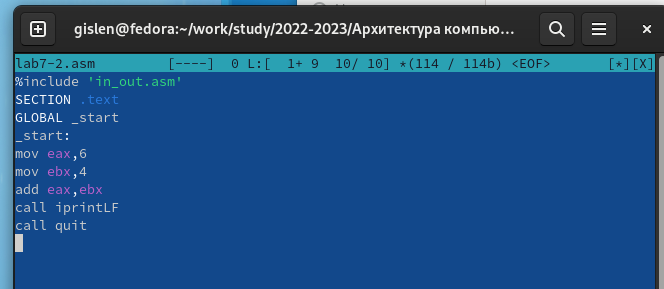 gislen@fedora:~/work/study/2022-2023/Архитектура компью...
lab7-2.asm [----] 0 L:[ 1+ 9 10/ 10] *(114 / 114b) <EOF> [*][X]
%include 'in_out.asm'
SECTION .text
GLOBAL _start
_start:
mov eax,6
mov ebx,4
add eax,ebx
call iprintLF
call quit